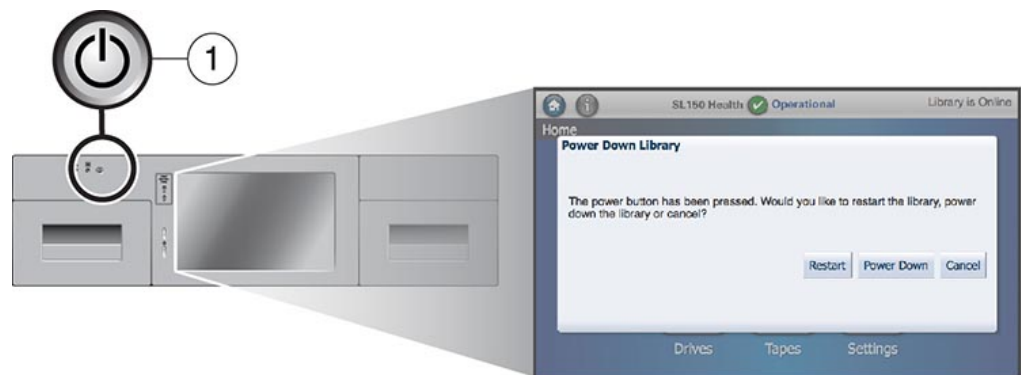 1
SL150 Health Operational
Library is Online
Home
Power Down Library
The power button has been pressed. Would you like to restart the library, power
down the library or cancel?
Restart Power Down Cancel
Drives Tapes Settings